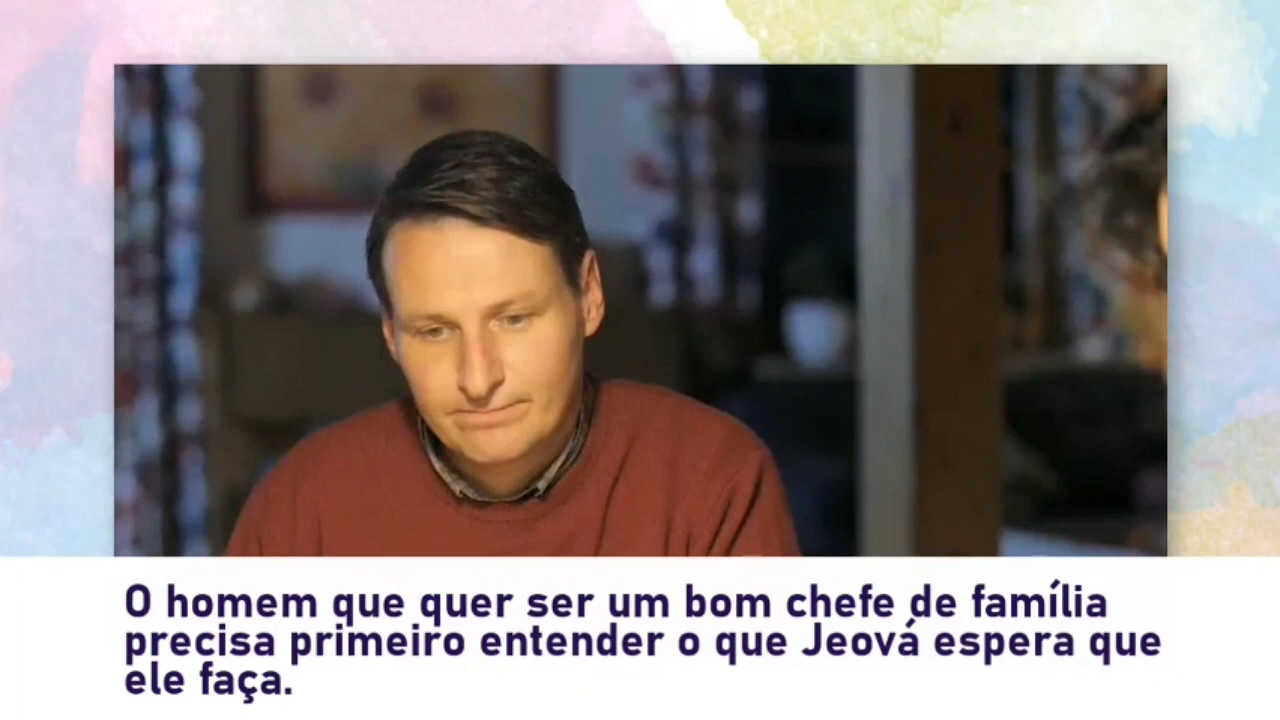 O homem que quer ser um bom chefe de família
precisa primeiro entender o que Jeová espera que
ele faça.